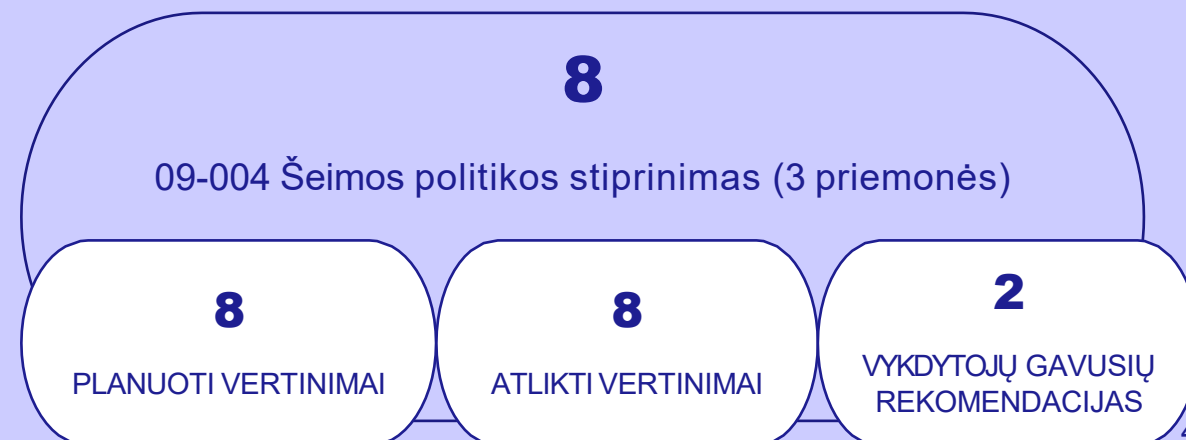 8
09-004 Šeimos politikos stiprinimas (3 priemonės)
8
PLANUOTI VERTINIMAI
8
ATLIKTI VERTINIMAI
2
VYKDYTOJŲ GAVUSIŲ
REKOMENDACIJAS